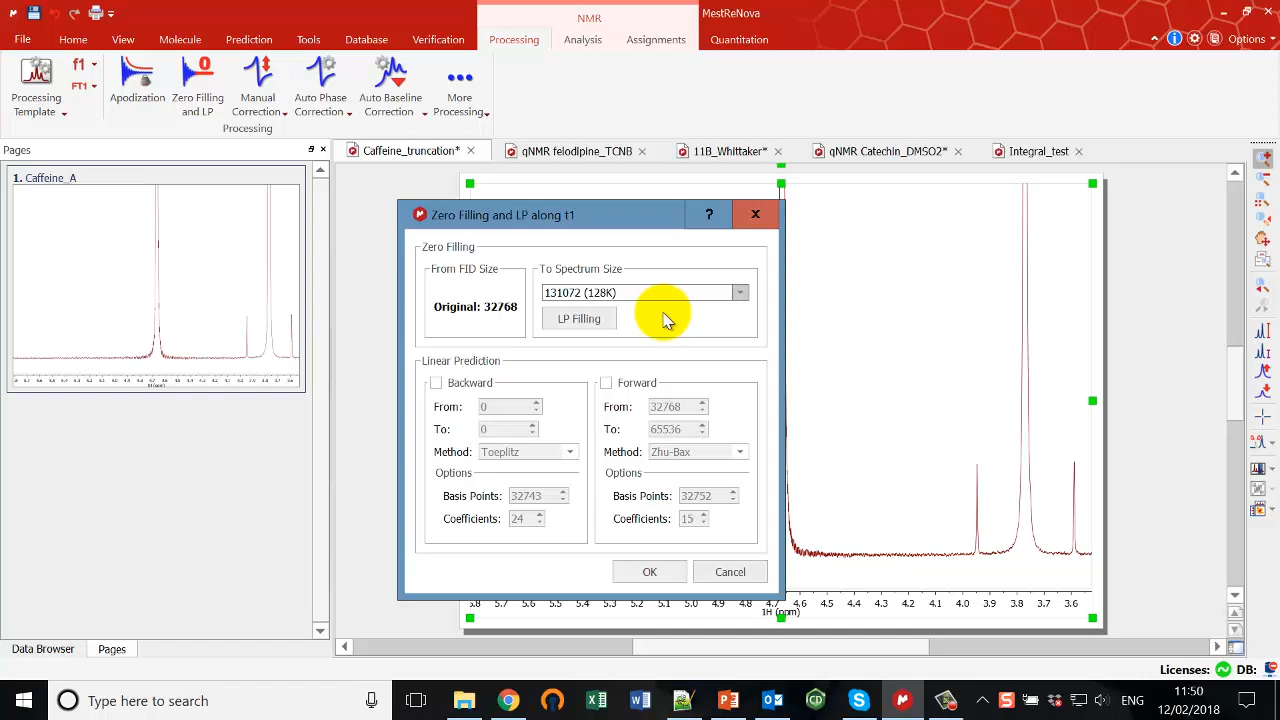 NMR
MestReNova
File
Home
View
Molecule
Prediction
Tools
Database
Verification
Processing
Analysis
Assignments
Quantitation
Options
Processing
Template
f1
FT1
Apodization
Zero Filling
and LP
Manual
Correction
Auto Phase
Correction
Auto Baseline
Correction
More
Processing
Processing
Pages
Caffeine_truncation*
qNMR felodipine_TCNB
11B_Whittaker*
qNMR Catechin_DMSO2*
Integral_test
1. Caffeine_A
Zero Filling and LP along t1
?
x
Zero Filling
From FID Size
To Spectrum Size
Original: 32768
131072 (128K)
LP Filling
Linear Prediction
Backward
Forward
From: 0
From: 32768
To: 0
To: 65536
Method: Toeplitz
Method: Zhu-Bax
Options
Options
Basis Points: 32743
Basis Points: 32752
Coefficients: 24
Coefficients: 15
OK
Cancel
5.8 5.7 5.6 5.5 5.4 5.3 5.2 5.1 5.0 4.9 4.8 4.7 4.6 4.5 4.4 4.3 4.2 4.1 4.0 3.9 3.8 3.7 3.6
1H (ppm)
Data Browser
Pages
Licenses:
DB:
Type here to search
ENG
11:50
12/02/2018